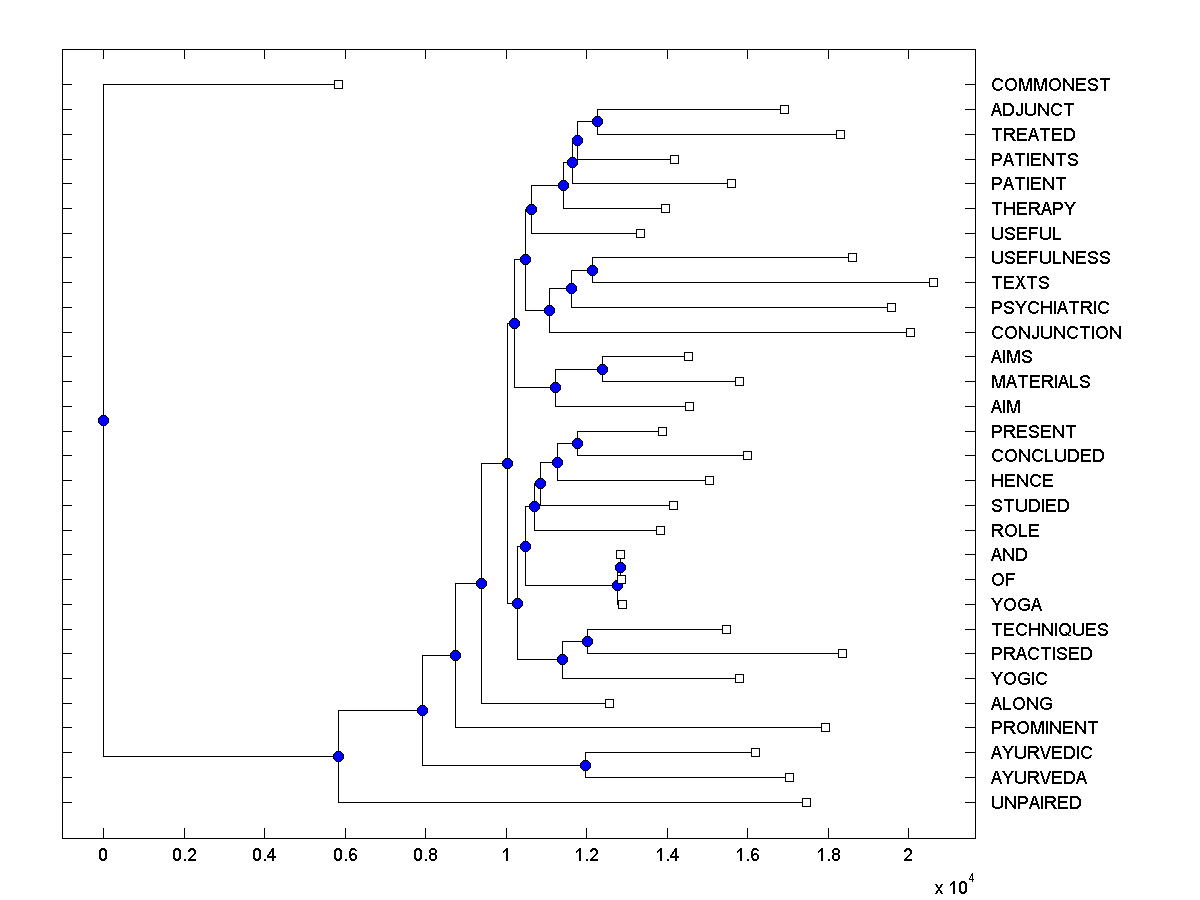 COMMONEST
ADJUNCT
TREATED
PATIENTS
PATIENT
THERAPY
USEFUL
USEFULNESS
TEXTS
PSYCHIATRIC
CONJUNCTION
AIMS
MATERIALS
AIM
PRESENT
CONCLUDED
HENCE
STUDIED
ROLE
AND
OF
YOGA
TECHNIQUES
PRACTISED
YOGIC
ALONG
PROMINENT
AYURVEDIC
AYURVEDA
UNPAIRED
0 0.2 0.4 0.6 0.8 1 1.2 1.4 1.6 1.8 2
x 10^4